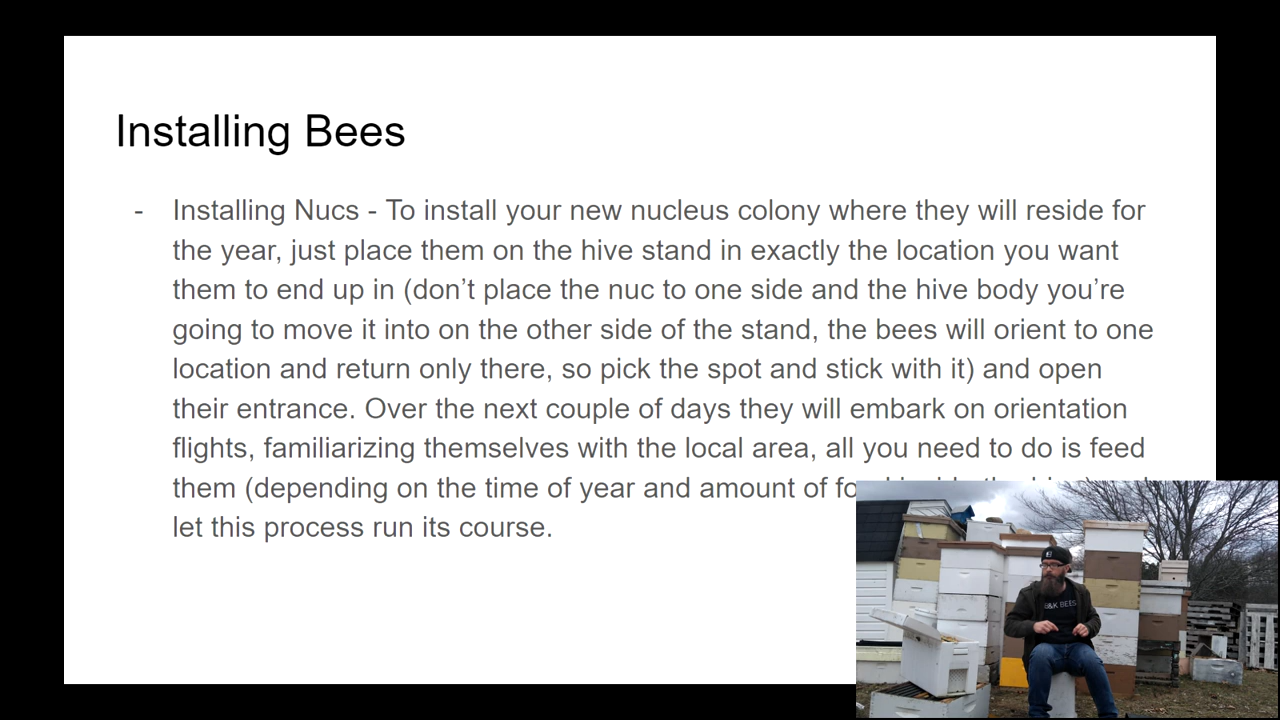 Installing Bees
- Installing Nucs - To install your new nucleus colony where they will reside for
the year, just place them on the hive stand in exactly the location you want
them to end up in (don’t place the nuc to one side and the hive body you’re
going to move it into on the other side of the stand, the bees will orient to one
location and return only there, so pick the spot and stick with it) and open
their entrance. Over the next couple of days they will embark on orientation
flights, familiarizing themselves with the local area, all you need to do is feed
them (depending on the time of year and amount of
let this process run its course.
BEES